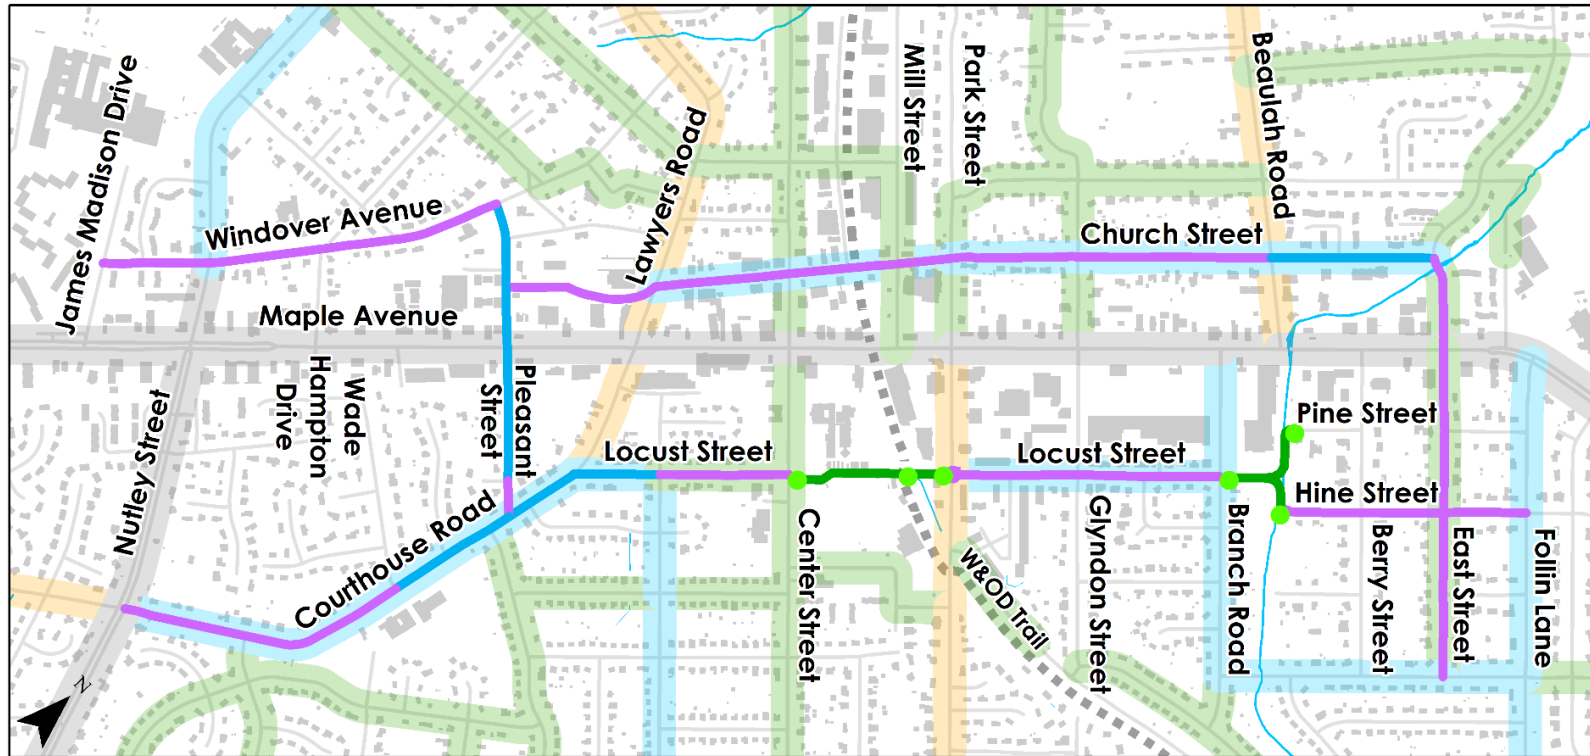 James Madison Drive
Windover Avenue
Lawyers Road
Mill Street
Park Street
Beaulah Road
Church Street
Maple Avenue
Nutley Street
Wade
Hampton
Drive
Pleasant
Street
Courthouse Road
Locust Street
Center Street
W&OD Trail
Locust Street
Glyndon Street
Branch Road
Pine Street
Hine Street
Berry Street
East Street
Follin Lane
N